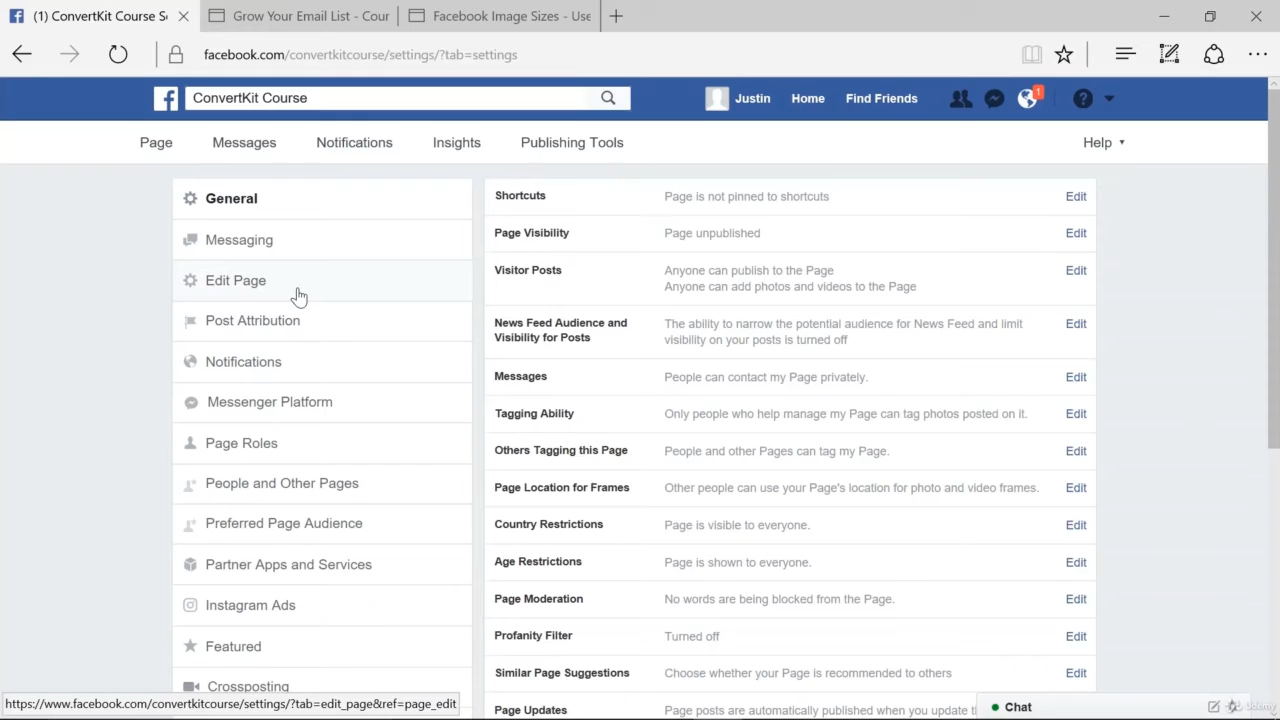 (1) ConvertKit Course Se
Grow Your Email List - Cour
Facebook Image Sizes - Use
facebook.com/convertkitcourse/settings/?tab=settings
ConvertKit Course
Justin
Home
Find Friends
1
Page
Messages
Notifications
Insights
Publishing Tools
Help
General
Messaging
Edit Page
Post Attribution
Notifications
Messenger Platform
Page Roles
People and Other Pages
Preferred Page Audience
Partner Apps and Services
Instagram Ads
Featured
Crossposting
Shortcuts Page is not pinned to shortcuts Edit
Page Visibility Page unpublished Edit
Visitor Posts Anyone can publish to the Page Edit
Anyone can add photos and videos to the Page
News Feed Audience and The ability to narrow the potential audience for News Feed and limit Edit
Visibility for Posts visibility on your posts is turned off
Messages People can contact my Page privately. Edit
Tagging Ability Only people who help manage my Page can tag photos posted on it. Edit
Others Tagging this Page People and other Pages can tag my Page. Edit
Page Location for Frames Other people can use your Page's location for photo and video frames. Edit
Country Restrictions Page is visible to everyone. Edit
Age Restrictions Page is shown to everyone. Edit
Page Moderation No words are being blocked from the Page. Edit
Profanity Filter Turned off Edit
Similar Page Suggestions Choose whether your Page is recommended to others Edit
Page Updates Page posts are automatically published when you update t
https://www.facebook.com/convertkitcourse/settings/?tab=edit_page&ref=page_edit
Chat
Udemy